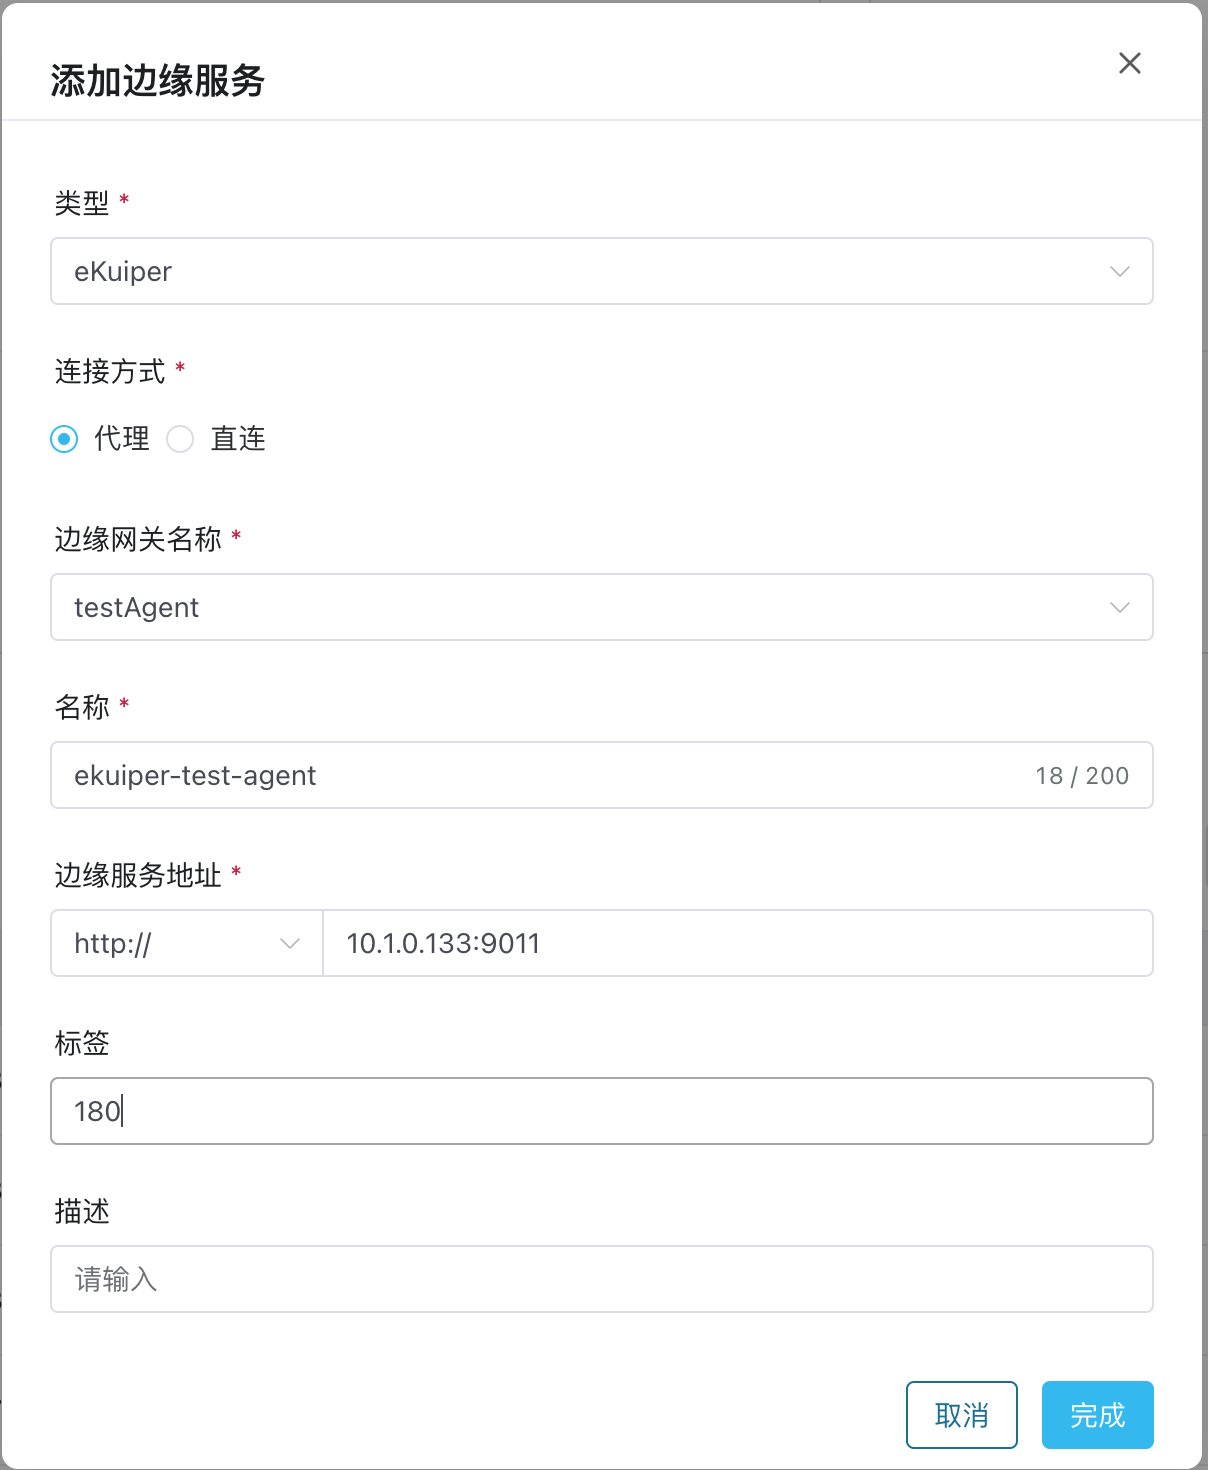 添加边缘服务
类型 *
eKuiper
连接方式 *
代理 直连
边缘网关名称 *
testAgent
名称 *
ekuiper-test-agent 18 / 200
边缘服务地址 *
http:// 10.1.0.133:9011
标签
180
描述
请输入
取消 完成